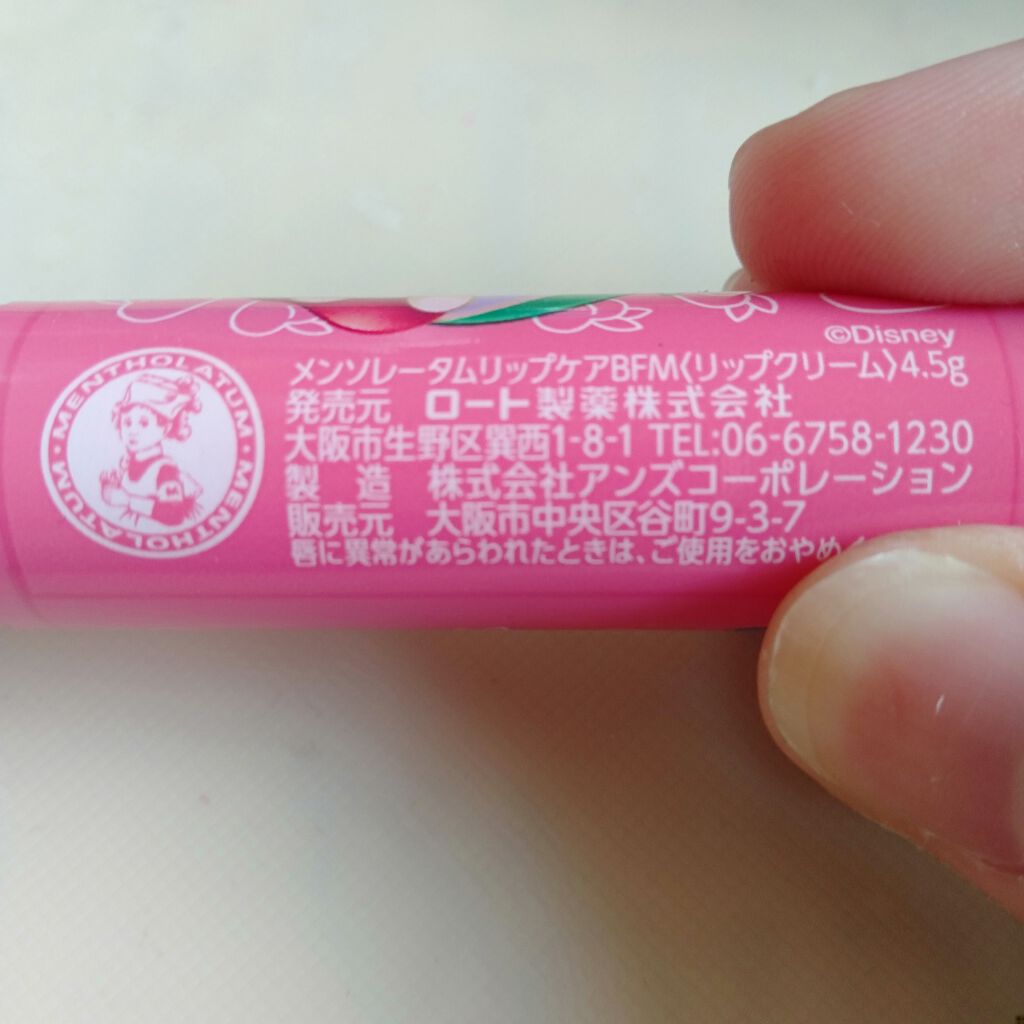 ©Disney
MENTHOLATUM・MENTHOLATUM・
メンソレータムリップケアBFM〈リップクリーム〉4.5g
発売元 ロート製薬株式会社
大阪市生野区巽西1-8-1 TEL:06-6758-1230
製造 株式会社アンズコーポレーション
販売元 大阪市中央区谷町9-3-7
唇に異常があらわれたときは、ご使用をおやめ